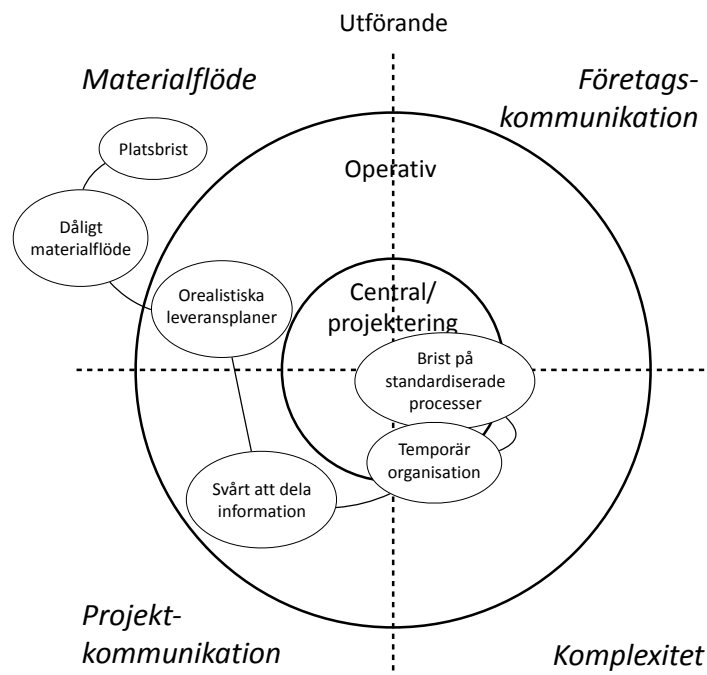 Utförande
Materialflöde
Företags-
kommunikation
Platsbrist
Operativ
Dåligt
materialflöde
Orealistiska
leveransplaner
Central/
projektering
Brist på
standardiserade
processer
Temporär
organisation
Svårt att dela
information
Projekt-
kommunikation
Komplexitet